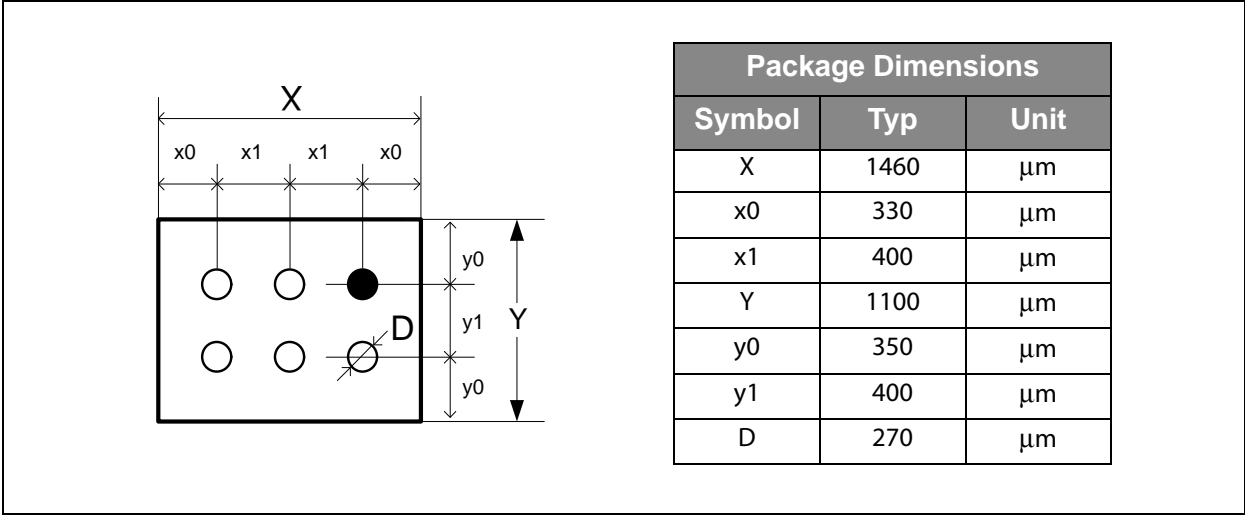 X
x0 x1 x1 x0
y0
y1
Y
D
y0
Package Dimensions
Symbol Typ Unit
X 1460 μm
x0 330 μm
x1 400 μm
Y 1100 μm
y0 350 μm
y1 400 μm
D 270 μm